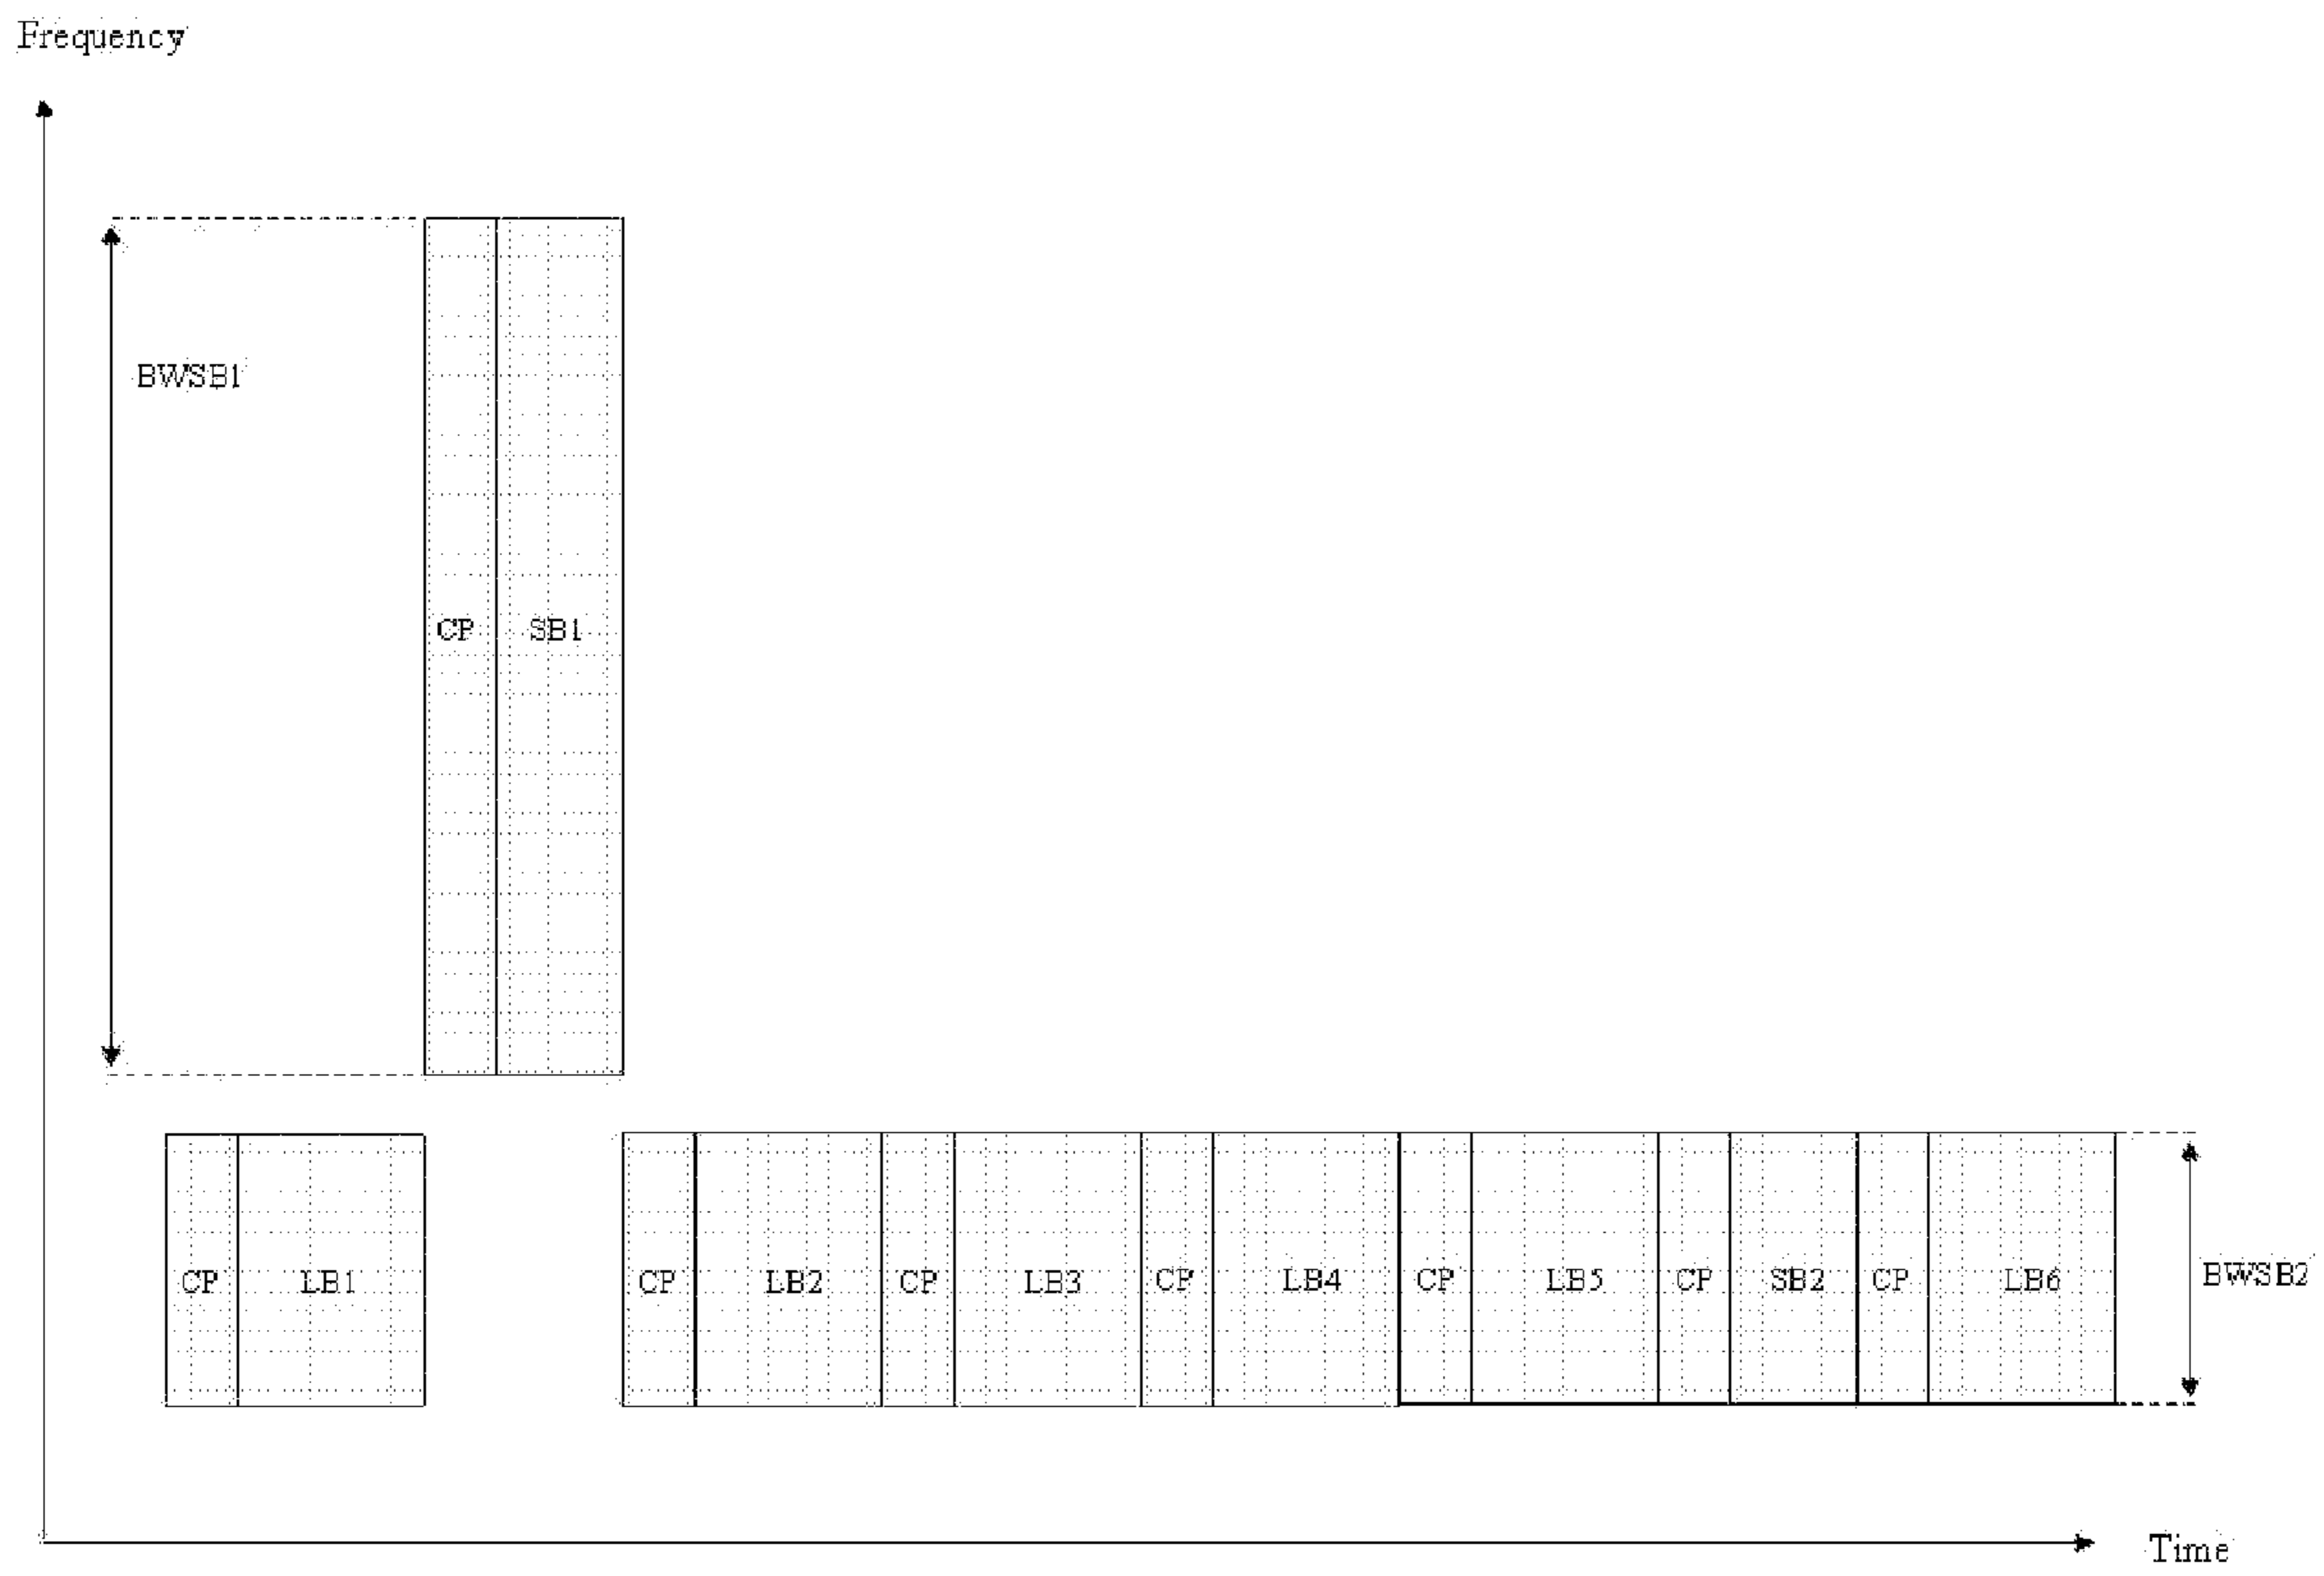 Frequency
BWSB1
CP SB1
CP LB1 CP LB2 CP LB3 CP LB4 CP LB5 CP SB2 CP LB6
BWSB2
Time